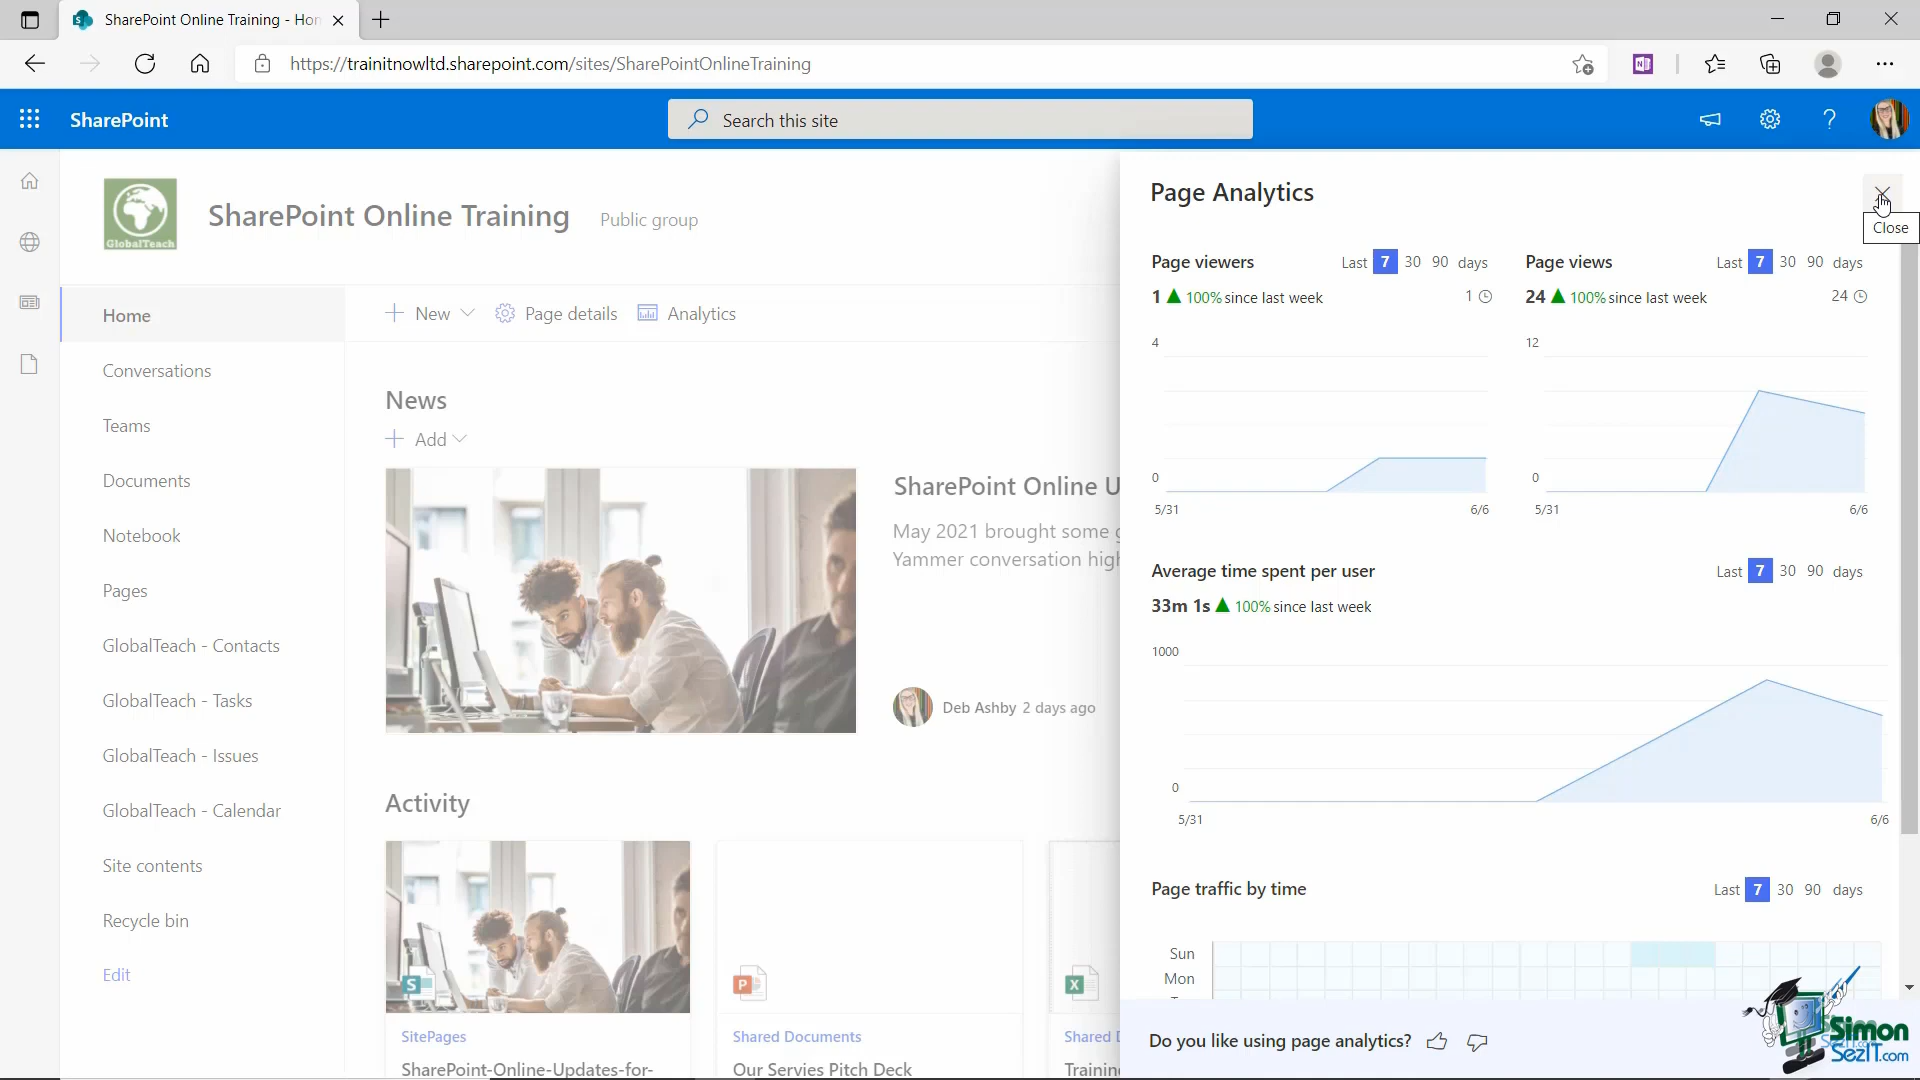 SharePoint Online Training - Hon
https://trainitnowltd.sharepoint.com/sites/SharePointOnlineTraining
SharePoint
Search this site
GlobalTeach
SharePoint Online Training
Public group
Home
Conversations
Teams
Documents
Notebook
Pages
GlobalTeach - Contacts
GlobalTeach - Tasks
GlobalTeach - Issues
GlobalTeach - Calendar
Site contents
Recycle bin
Edit
New
Page details
Analytics
News
Add
SharePoint Online U
May 2021 brought some g
Yammer conversation high
Deb Ashby 2 days ago
Activity
SitePages
SharePoint-Online-Updates-for-
Shared Documents
Our Servies Pitch Deck
Shared D
Trainin
Page Analytics
Close
Page viewers
Last 7 30 90 days
1 100% since last week
1
4
0
5/31 6/6
Page views
Last 7 30 90 days
24 100% since last week
24
12
0
5/31 6/6
Average time spent per user
Last 7 30 90 days
33m 1s 100% since last week
1000
0
5/31 6/6
Page traffic by time
Last 7 30 90 days
Sun
Mon
Do you like using page analytics?
Simon
SezIT.com